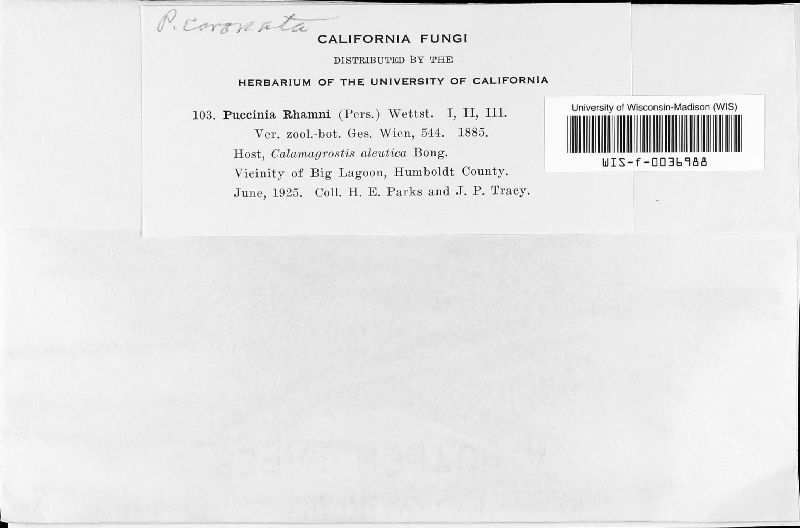 P. coronata
CALIFORNIA FUNGI
DISTRIBUTED BY THE
HERBARIUM OF THE UNIVERSITY OF CALIFORNIA
103. Puccinia Rhamni (Pers.) Wettst. I, II, III.
Ver. zool.-bot. Ges. Wien, 544. 1885.
Host, Calamagrostis aleutica Bong.
Vicinity of Big Lagoon, Humboldt County.
June, 1925. Coll. H. E. Parks and J. P. Tracy.
University of Wisconsin-Madison (WIS)
WIS-f-0036988